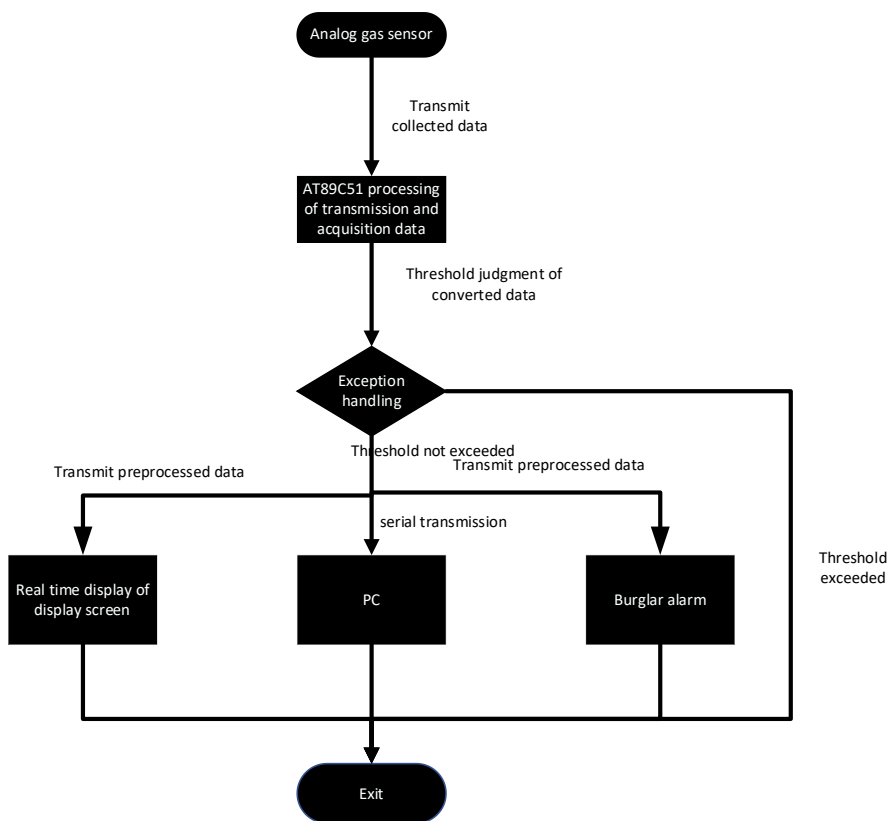 Analog gas sensor
Transmit
collected data
AT89C51 processing
of transmission and
acquisition data
Threshold judgment of
converted data
Exception
handling
Threshold not exceeded
Transmit preprocessed data
Transmit preprocessed data
serial transmission
Threshold
exceeded
Real time display of
display screen
PC
Burglar alarm
Exit